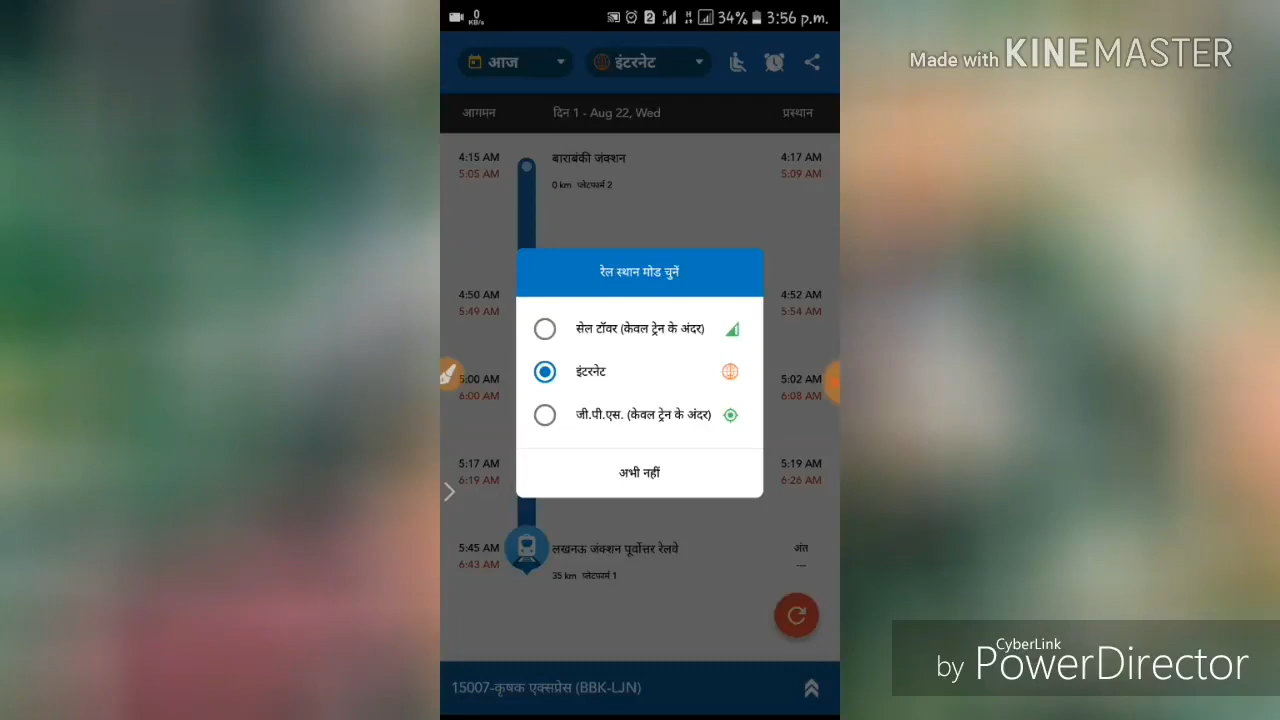 0
KB/s
2 R H 34% 3:56 p.m.
Made with KINEMASTER
आज
इंटरनेट
आगमन
दिन 1 - Aug 22, Wed
प्रस्थान
4:15 AM
बाराबंकी जंक्शन
4:17 AM
5:05 AM
5:09 AM
0 km प्लेटफार्म 2
रेल स्थान मोड चुनें
4:50 AM
4:52 AM
5:49 AM
5:54 AM
सेल टॉवर (केवल ट्रेन के अंदर)
इंटरनेट
5:00 AM
5:02 AM
6:00 AM
6:08 AM
जी.पी.एस. (केवल ट्रेन के अंदर)
5:17 AM
5:19 AM
अभी नहीं
6:19 AM
6:26 AM
5:45 AM
लखनऊ जंक्शन पूर्वोत्तर रेलवे
अंत
6:43 AM
---
35 km प्लेटफार्म 1
15007-कृषक एक्सप्रेस (BBK-LJN)
CyberLink
by PowerDirector